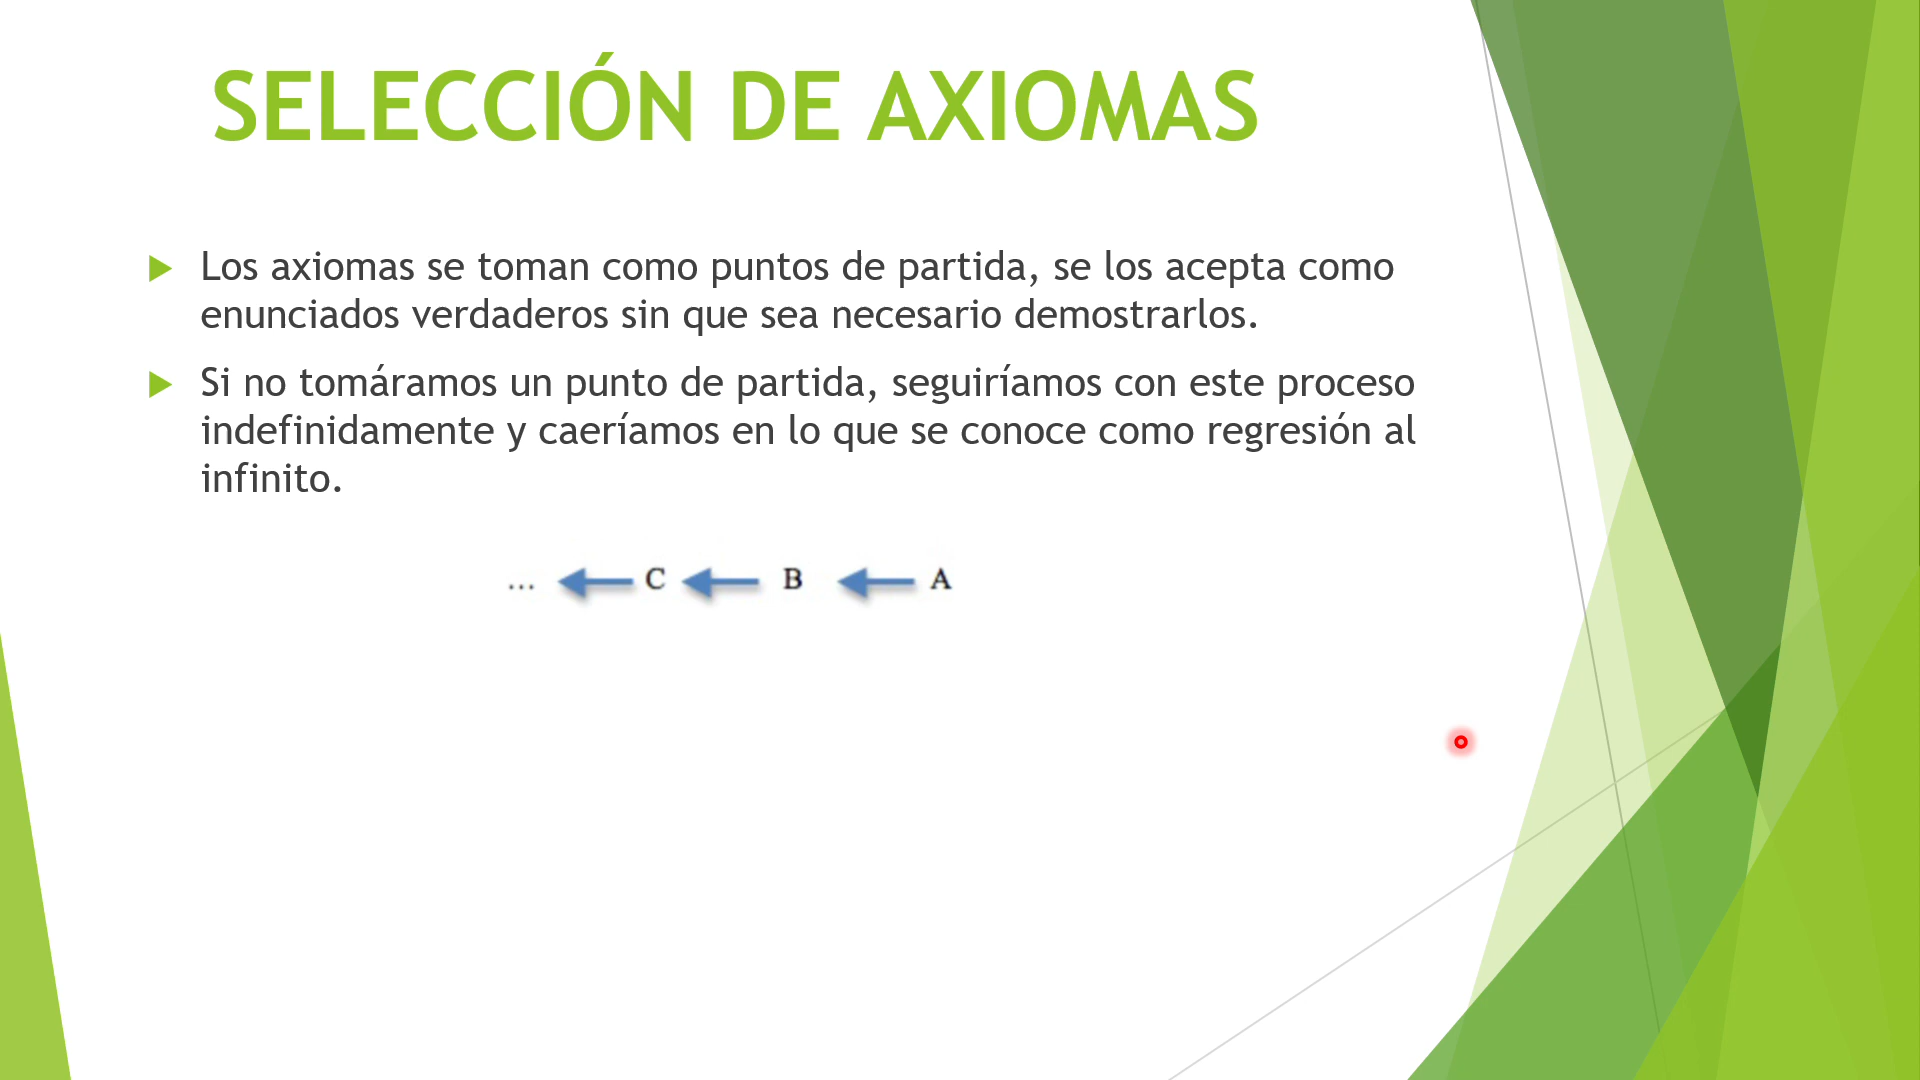 SELECCIÓN DE AXIOMAS
Los axiomas se toman como puntos de partida, se los acepta como
enunciados verdaderos sin que sea necesario demostrarlos.
Si no tomáramos un punto de partida, seguiríamos con este proceso
indefinidamente y caeríamos en lo que se conoce como regresión al
infinito.
... C B A